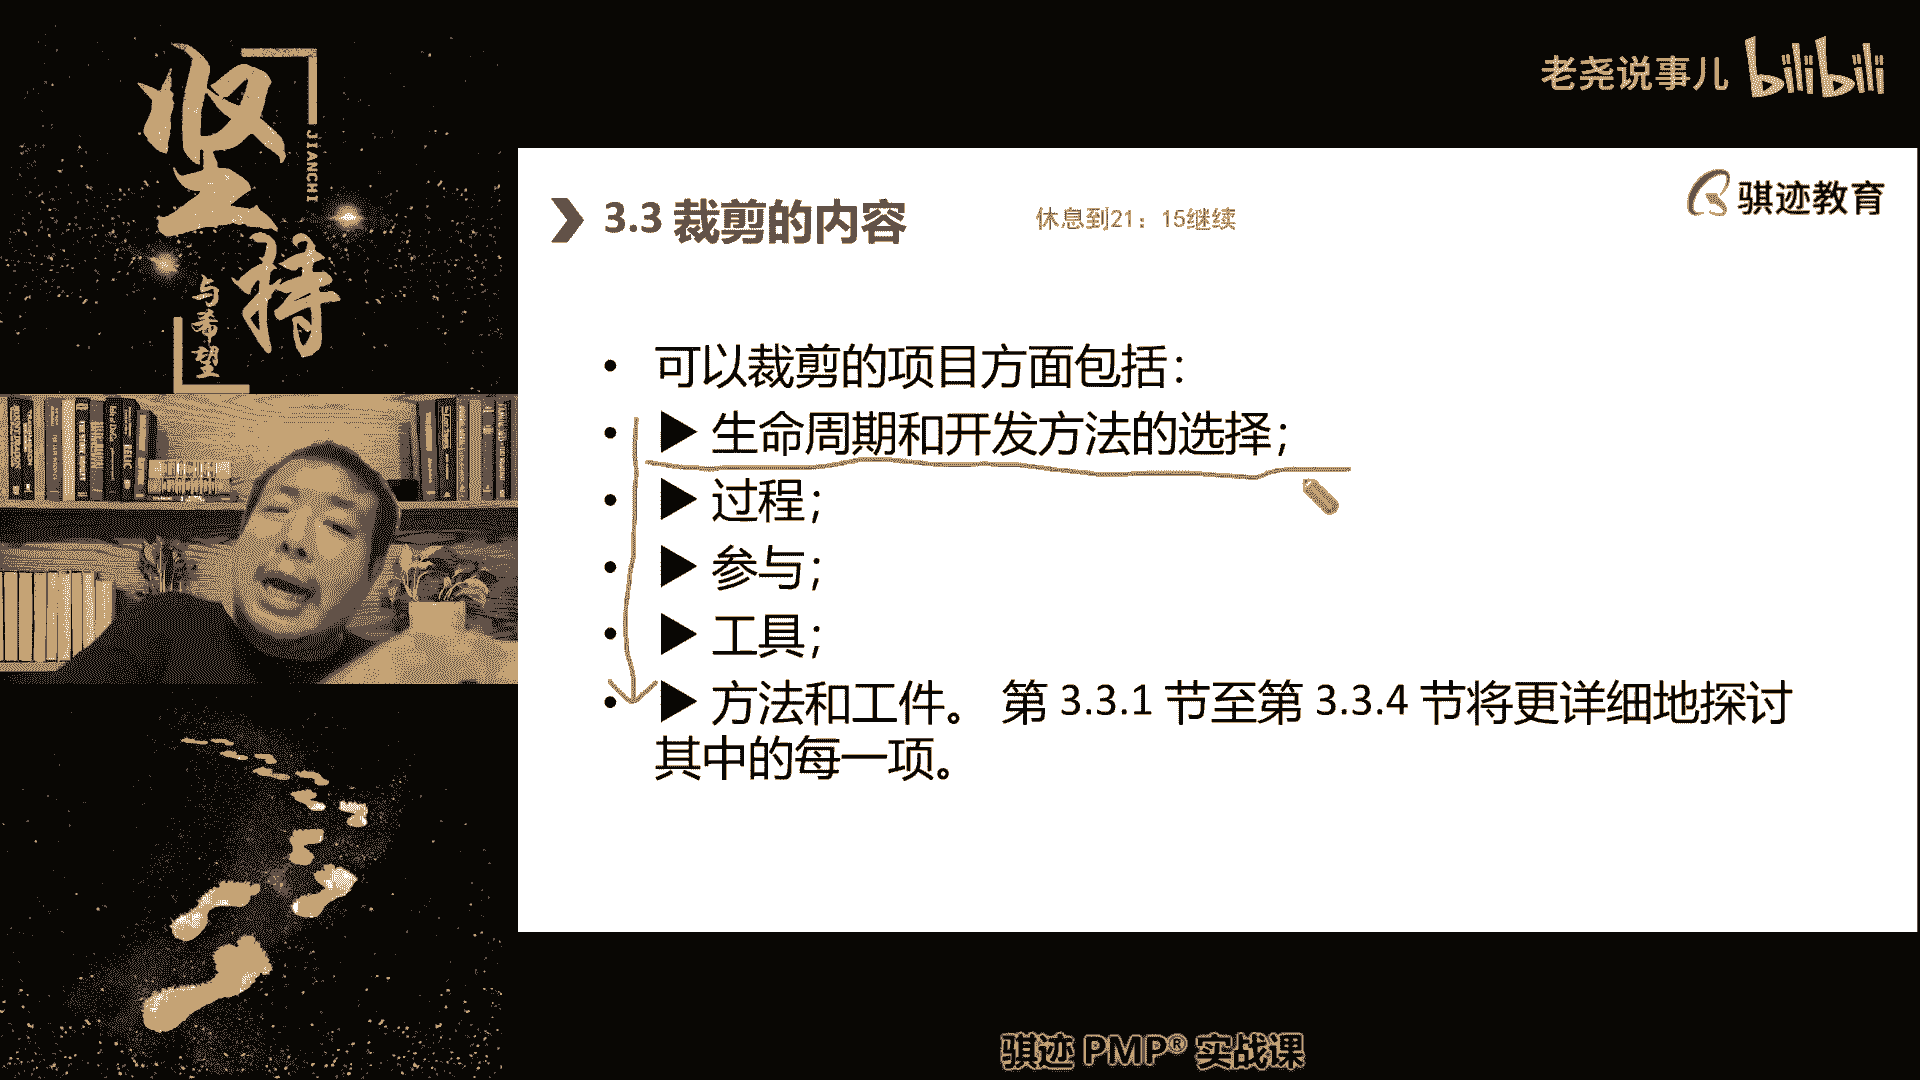 坚持
JIANCHI
与希望
老尧说事儿 bilibili
骐迹教育
3.3 裁剪的内容
休息到21：15继续
• 可以裁剪的项目方面包括：
• ▶ 生命周期和开发方法的选择；
• ▶ 过程；
• ▶ 参与；
• ▶ 工具；
• ▶ 方法和工件。 第 3.3.1 节至第 3.3.4 节将更详细地探讨
其中的每一项。
骐迹 PMP® 实战课